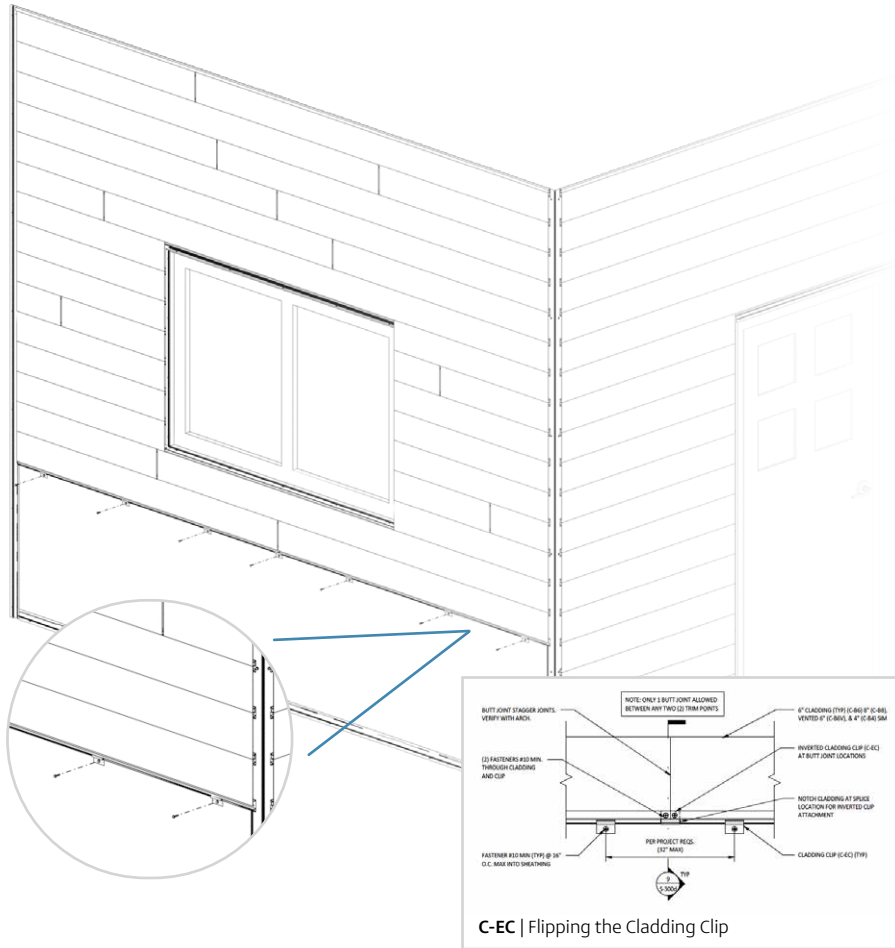 NOTE: ONLY 1 BUTT JOINT ALLOWED
BETWEEN ANY TWO (2) TRIM POINTS
BUTT JOINT STAGGER JOINTS.
VERIFY WITH ARCH.
(2) FASTENERS #10 MIN.
THROUGH CLADDING
AND CLIP
FASTENER #10 MIN (TYP) @ 16"
O.C. MAX INTO SHEATHING
6" CLADDING (TYP) (C-B6) 8" (C-B8),
VENTED 6" (C-B6V), & 4" (C-B4) SIM
INVERTED CLADDING CLIP (C-EC)
AT BUTT JOINT LOCATIONS
NOTCH CLADDING AT SPLICE
LOCATION FOR INVERTED CLIP
ATTACHMENT
CLADDING CLIP (C-EC) (TYP)
PER PROJECT REQS.
(32" MAX)
TYP
9
S-300d
C-EC | Flipping the Cladding Clip